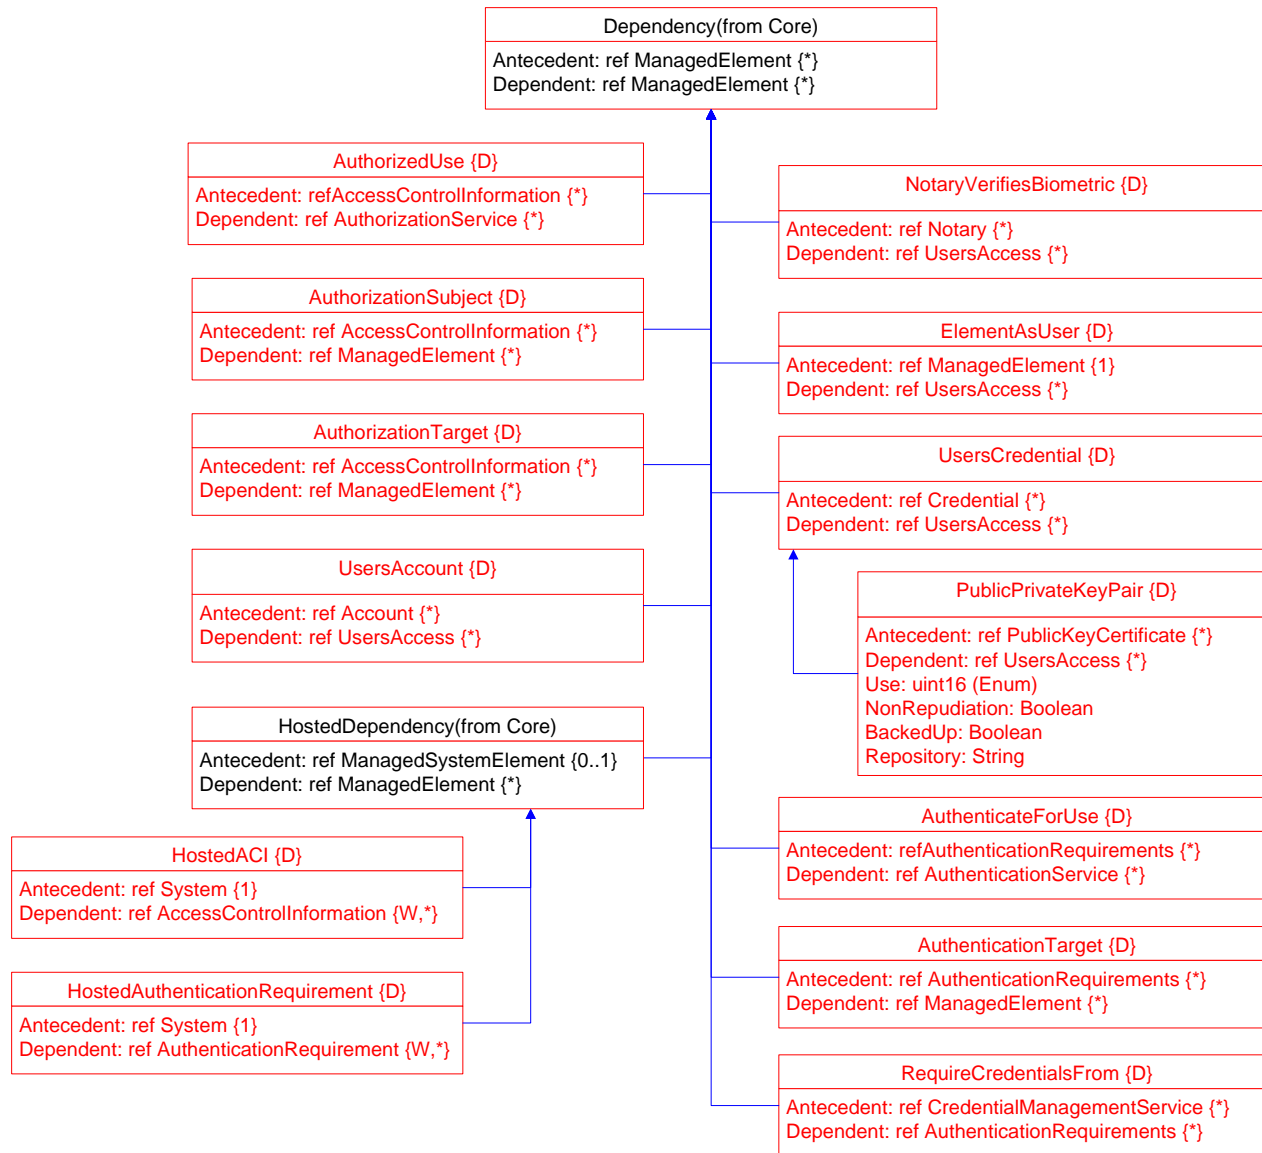 Dependency(from Core)
Antecedent: ref ManagedElement {*}
Dependent: ref ManagedElement {*}
AuthorizedUse {D}
Antecedent: refAccessControlInformation {*}
Dependent: ref AuthorizationService {*}
AuthorizationSubject {D}
Antecedent: ref AccessControlInformation {*}
Dependent: ref ManagedElement {*}
AuthorizationTarget {D}
Antecedent: ref AccessControlInformation {*}
Dependent: ref ManagedElement {*}
UsersAccount {D}
Antecedent: ref Account {*}
Dependent: ref UsersAccess {*}
HostedDependency(from Core)
Antecedent: ref ManagedSystemElement {0..1}
Dependent: ref ManagedElement {*}
HostedACI {D}
Antecedent: ref System {1}
Dependent: ref AccessControlInformation {W,*}
HostedAuthenticationRequirement {D}
Antecedent: ref System {1}
Dependent: ref AuthenticationRequirement {W,*}
NotaryVerifiesBiometric {D}
Antecedent: ref Notary {*}
Dependent: ref UsersAccess {*}
ElementAsUser {D}
Antecedent: ref ManagedElement {1}
Dependent: ref UsersAccess {*}
UsersCredential {D}
Antecedent: ref Credential {*}
Dependent: ref UsersAccess {*}
PublicPrivateKeyPair {D}
Antecedent: ref PublicKeyCertificate {*}
Dependent: ref UsersAccess {*}
Use: uint16 (Enum)
NonRepudiation: Boolean
BackedUp: Boolean
Repository: String
AuthenticateForUse {D}
Antecedent: refAuthenticationRequirements {*}
Dependent: ref AuthenticationService {*}
AuthenticationTarget {D}
Antecedent: ref AuthenticationRequirements {*}
Dependent: ref ManagedElement {*}
RequireCredentialsFrom {D}
Antecedent: ref CredentialManagementService {*}
Dependent: ref AuthenticationRequirements {*}